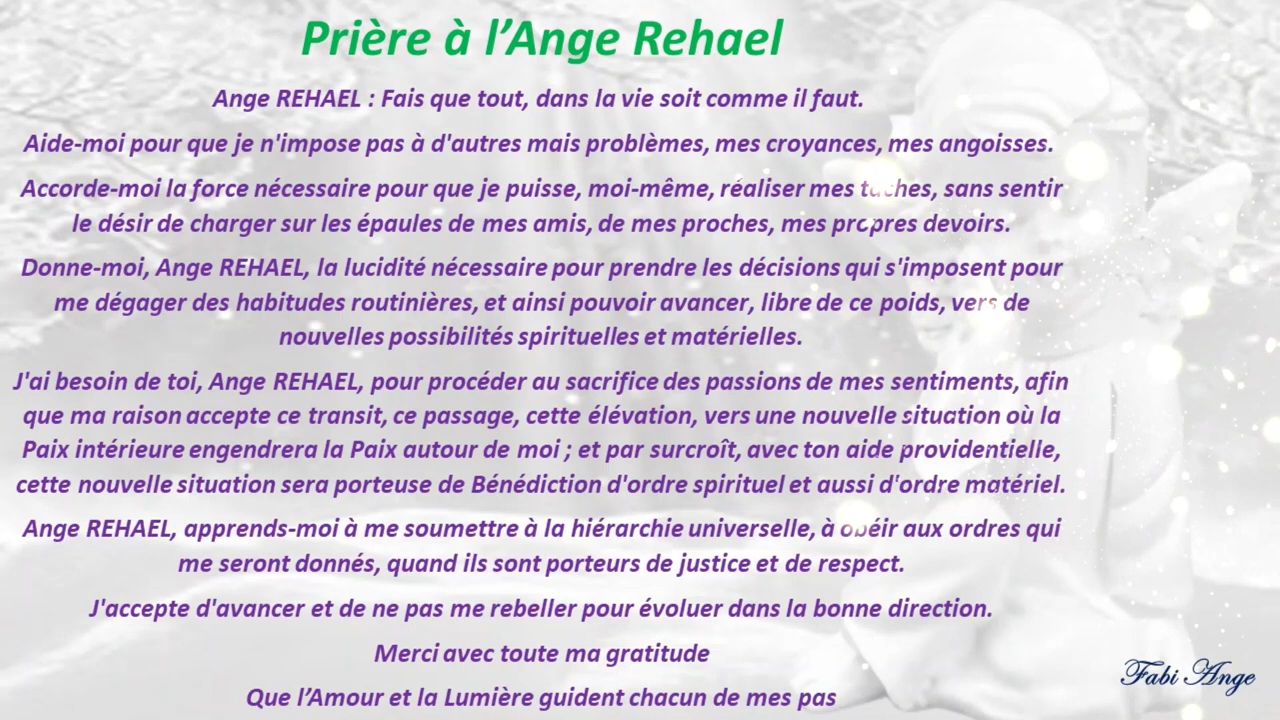 Prière à l’Ange Rehael
Ange REHAEL : Fais que tout, dans la vie soit comme il faut.
Aide-moi pour que je n'impose pas à d'autres mais problèmes, mes croyances, mes angoisses.
Accorde-moi la force nécessaire pour que je puisse, moi-même, réaliser mes tâches, sans sentir
le désir de charger sur les épaules de mes amis, de mes proches, mes propres devoirs.
Donne-moi, Ange REHAEL, la lucidité nécessaire pour prendre les décisions qui s'imposent pour
me dégager des habitudes routinières, et ainsi pouvoir avancer, libre de ce poids, vers de
nouvelles possibilités spirituelles et matérielles.
J'ai besoin de toi, Ange REHAEL, pour procéder au sacrifice des passions de mes sentiments, afin
que ma raison accepte ce transit, ce passage, cette élévation, vers une nouvelle situation où la
Paix intérieure engendrera la Paix autour de moi ; et par surcroît, avec ton aide providentielle,
cette nouvelle situation sera porteuse de Bénédiction d'ordre spirituel et aussi d'ordre matériel.
Ange REHAEL, apprends-moi à me soumettre à la hiérarchie universelle, à obéir aux ordres qui
me seront donnés, quand ils sont porteurs de justice et de respect.
J'accepte d'avancer et de ne pas me rebeller pour évoluer dans la bonne direction.
Merci avec toute ma gratitude
Que l’Amour et la Lumière guident chacun de mes pas
Fabi Ange